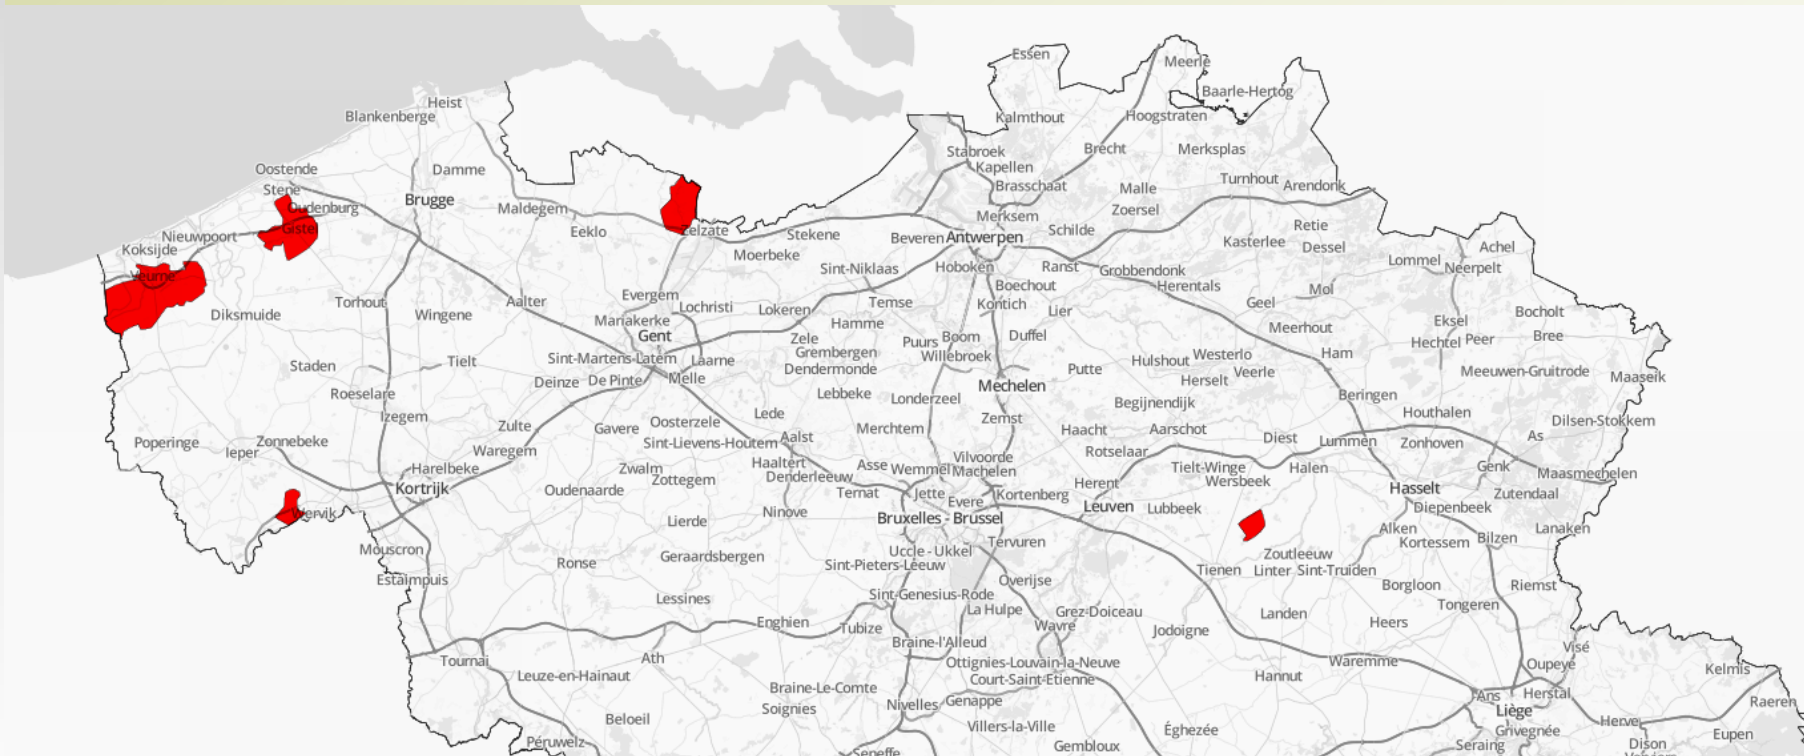 Essen
Meerle
Baarle-Hertog
Heist
Blankenberge
Kalmthout
Hoogstraten
Stabroek
Brecht
Merksplas
Kapellen
Oostende
Damme
Brasschaat
Malle
Turnhout
Arendonk
Stene
Brugge
Oudenburg
Maldegem
Zoersel
Merksem
Gistel
Eeklo
Zelzate
Stekene
Beveren
Antwerpen
Schilde
Retie
Nieuwpoort
Kasterlee
Dessel
Achel
Koksijde
Moerbeke
Lommel
Neerpelt
Veurne
Sint-Niklaas
Hoboken
Ranst
Grobbendonk
Boechout
Herentals
Mol
Evergem
Lochristi
Lokeren
Temse
Kontich
Lier
Geel
Torhout
Aalter
Wingene
Diksmuide
Bocholt
Mariakerke
Hamme
Eksel
Gent
Zele
Puurs
Boom
Duffel
Meerhout
Hechtel
Peer
Bree
Grembergen
Willebroek
Sint-Martens-Latem
Laarne
Dendermonde
Hulshout
Westerlo
Ham
Staden
Tielt
Putte
Veerle
Meeuwen-Gruitrode
Maaseik
Deinze
De Pinte
Melle
Mechelen
Herselt
Roeselare
Lebbeke
Londerzeel
Begijnendijk
Beringen
Izegem
Lede
Zemst
Houthalen
Dilsen-Stokkem
Zulte
Gavere
Oosterzele
Merchtem
Haacht
Aarschot
Poperinge
Zonnebeke
Sint-Lievens-Houtem
Aalst
Diest
Lummen
Zonhoven
As
Ieper
Waregem
Rotselaar
Harelbeke
Zwalm
Haaltert
Asse
Wemmel
Vilvoorde
Machelen
Tielt-Winge
Halen
Genk
Maasmechelen
Zottegem
Denderleeuw
Wersbeek
Kortrijk
Oudenaarde
Ternat
Jette
Evere
Kortenberg
Herent
Hasselt
Zutendaal
Wervik
Lierde
Ninove
Bruxelles - Brussel
Leuven
Lubbeek
Diepenbeek
Alken
Lanaken
Mouscron
Geraardsbergen
Uccle - Ukkel
Tervuren
Zoutleeuw
Kortessem
Bilzen
Ronse
Sint-Pieters-Leeuw
Tienen
Linter
Sint-Truiden
Estaimpuis
Overijse
Borgloon
Riemst
Lessines
Sint-Genesius-Rode
La Hulpe
Grez-Doiceau
Landen
Tongeren
Enghien
Tubize
Wavre
Jodoigne
Heers
Braine-l'Alleud
Visé
Tournai
Ath
Ottignies-Louvain-la-Neuve
Waremme
Oupeye
Kelmis
Leuze-en-Hainaut
Court-Saint-Etienne
Hannut
Braine-Le-Comte
Ans
Herstal
Raeren
Soignies
Nivelles
Genappe
Liège
Beloeil
Villers-la-Ville
Éghezée
Grivegnée
Herve
Eupen
Péruwelz
Seneffe
Gembloux
Seraing
Dison